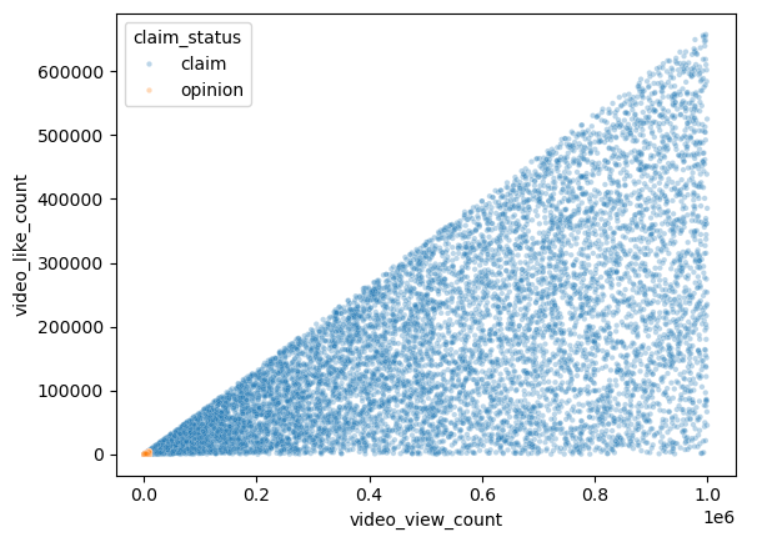 claim_status
claim
opinion
600000
500000
400000
300000
200000
100000
0
video_like_count
0.0 0.2 0.4 0.6 0.8 1.0
1e6
video_view_count